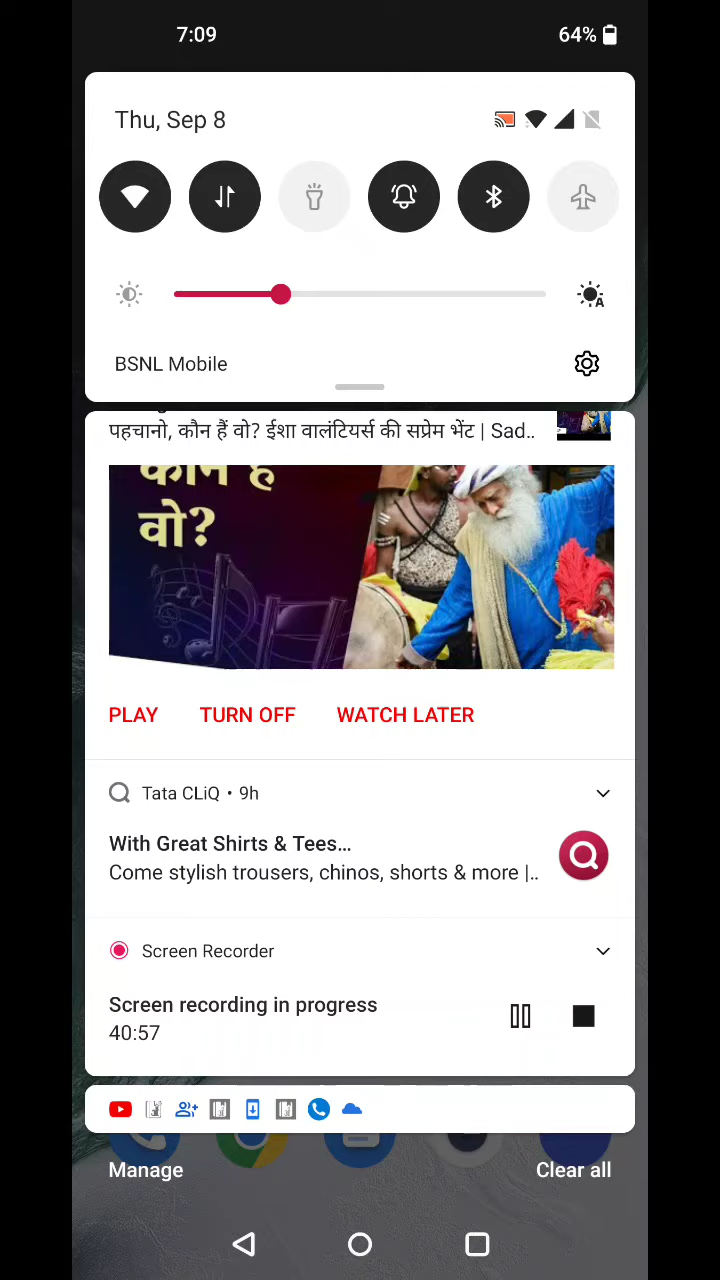 7:09 64%
Thu, Sep 8
BSNL Mobile
पहचानो, कौन हैं वो? ईशा वालंटियर्स की सप्रेम भेंट | Sad..
कौन हैं
वो?
PLAY TURN OFF WATCH LATER
Tata CLiQ • 9h
With Great Shirts & Tees...
Come stylish trousers, chinos, shorts & more |..
Screen Recorder
Screen recording in progress
40:57
Manage Clear all